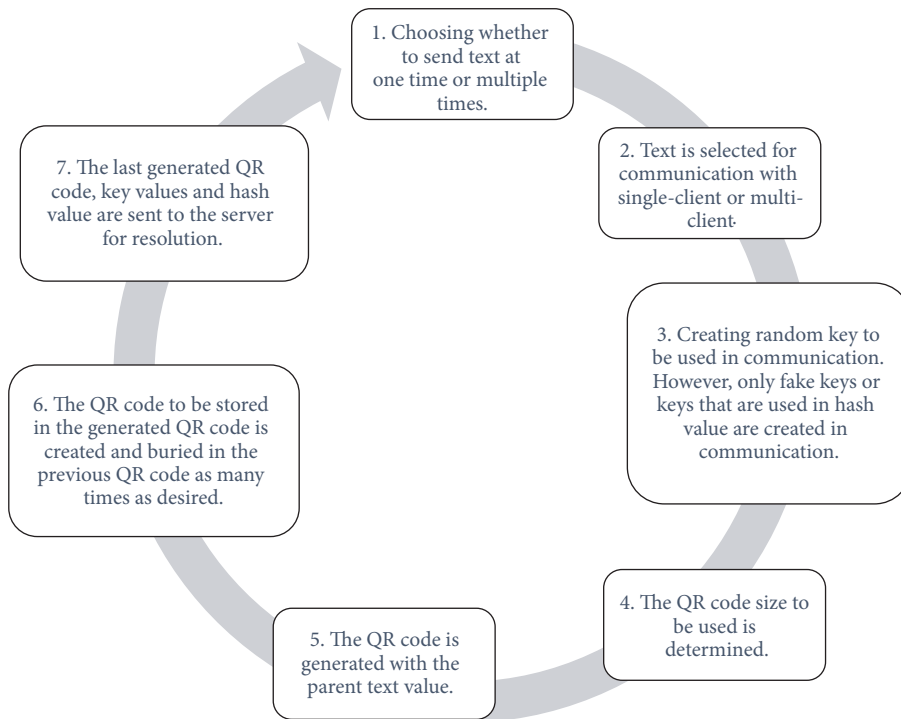 1. Choosing whether
to send text at
one time or multiple
times.
2. Text is selected for
communication with
single-client or multi-
client.
3. Creating random key to
be used in communication.
However, only fake keys or
keys that are used in hash
value are created in
communication.
4. The QR code size to
be used is
determined.
5. The QR code is
generated with the
parent text value.
6. The QR code to be stored
in the generated QR code is
created and buried in the
previous QR code as many
times as desired.
7. The last generated QR
code, key values and hash
value are sent to the server
for resolution.